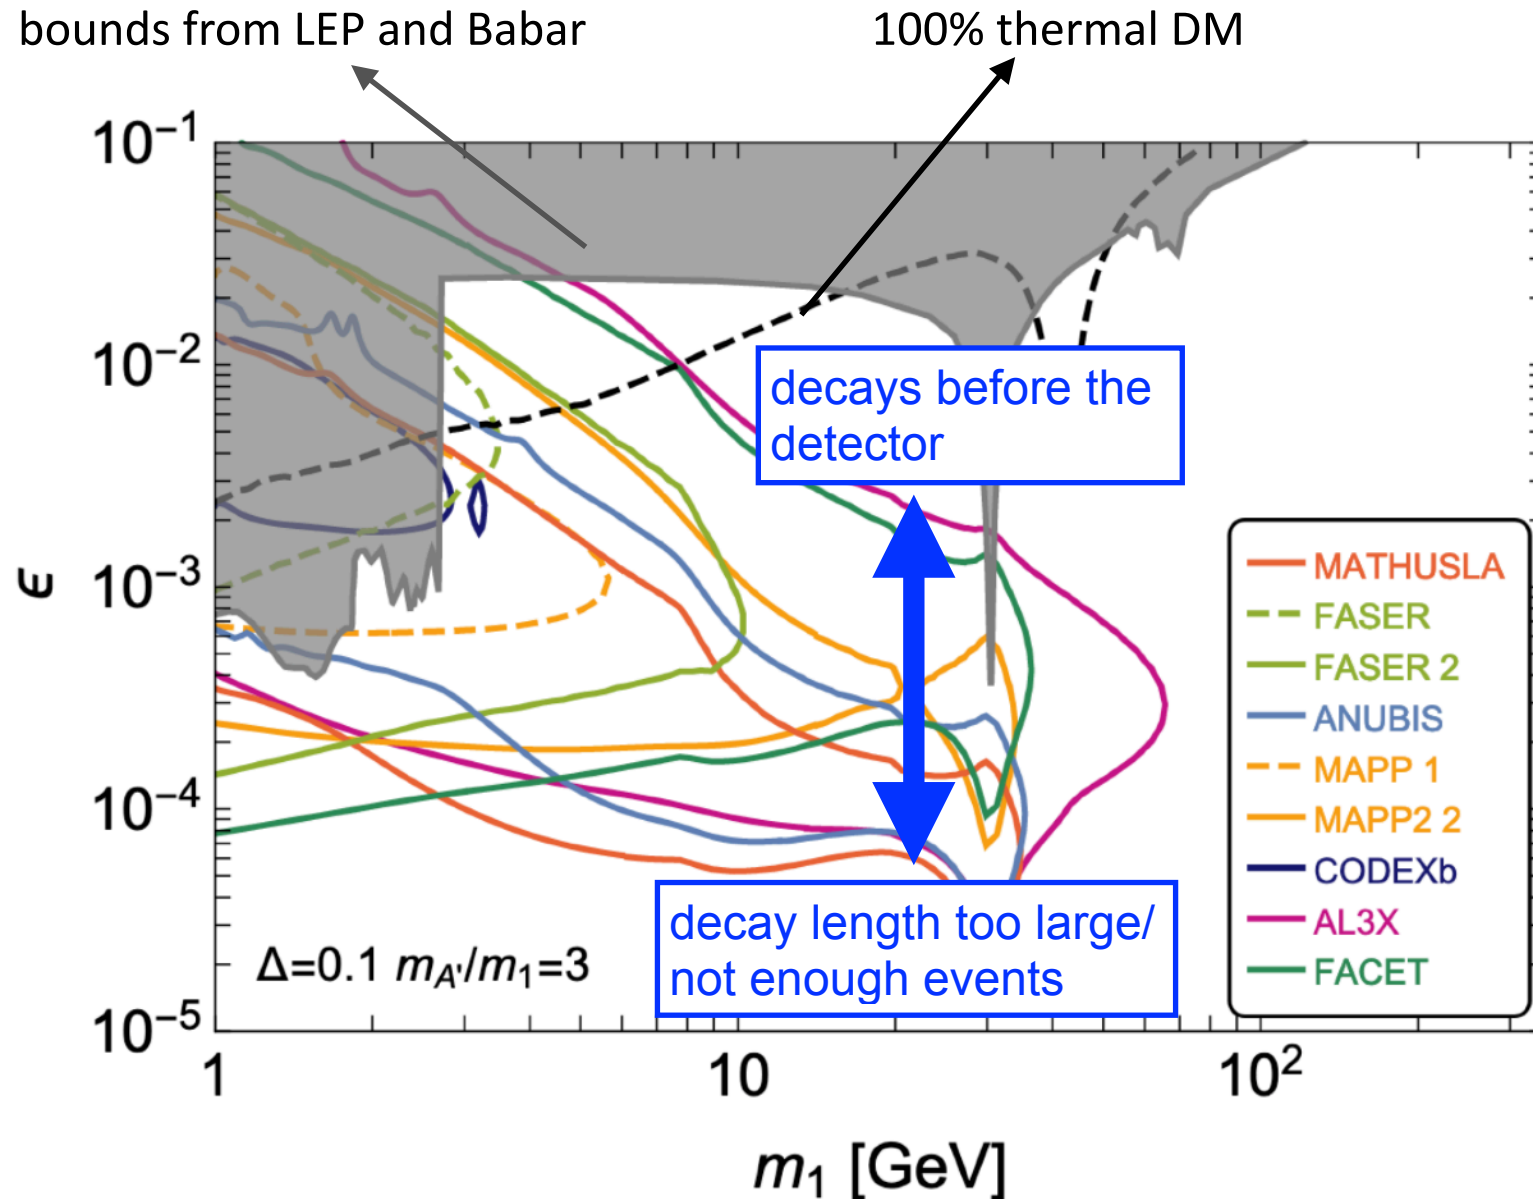 bounds from LEP and Babar
100% thermal DM
10⁻¹
10⁻²
10⁻³
10⁻⁴
10⁻⁵
ϵ
decays before the
detector
decay length too large/
not enough events
Δ=0.1 m_A'/m₁=3
MATHUSLA
FASER
FASER 2
ANUBIS
MAPP 1
MAPP2 2
CODEXb
AL3X
FACET
1
10
10²
m₁ [GeV]